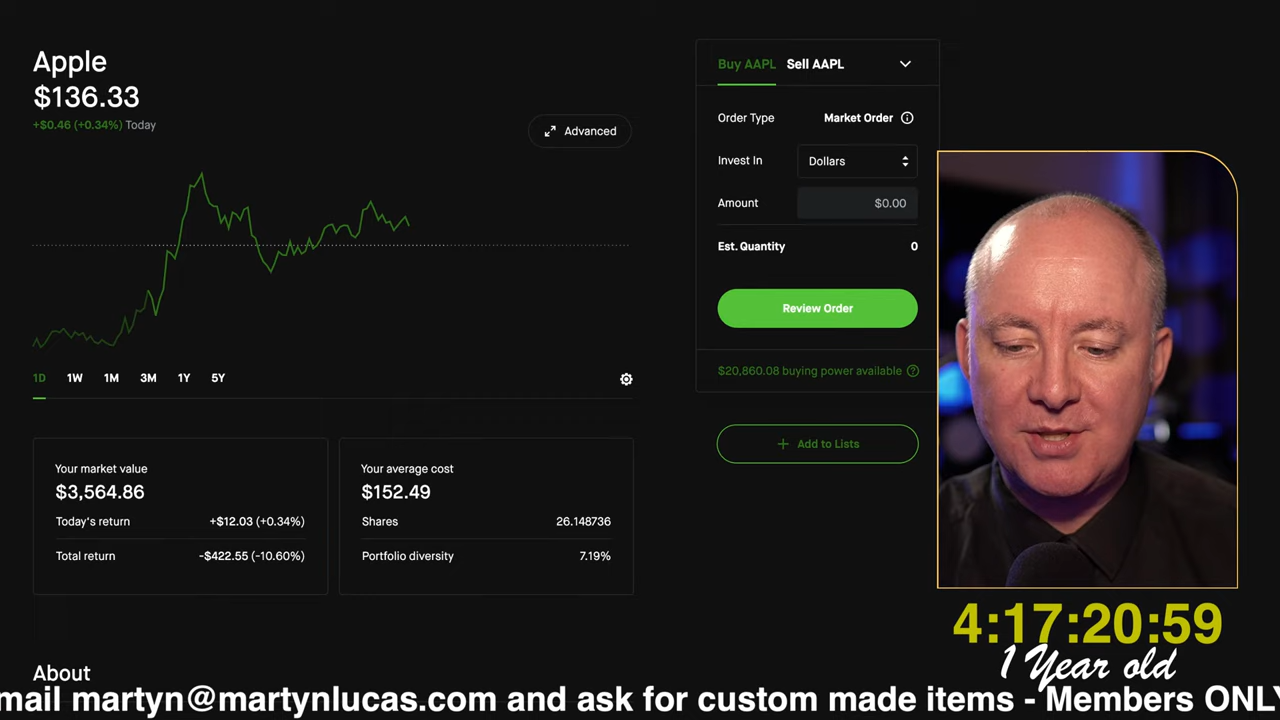 Apple
$136.33
+$0.46 (+0.34%) Today
Advanced
1D 1W 1M 3M 1Y 5Y
Your market value
$3,564.86
Today's return +$12.03 (+0.34%)
Total return -$422.55 (-10.60%)
Your average cost
$152.49
Shares 26.148736
Portfolio diversity 7.19%
About
Buy AAPL Sell AAPL
Order Type Market Order
Invest In Dollars
Amount $0.00
Est. Quantity 0
Review Order
$20,860.08 buying power available
+ Add to Lists
4:17:20:59
1 Year old
mail martyn@martynlucas.com and ask for custom made items - Members ONLY